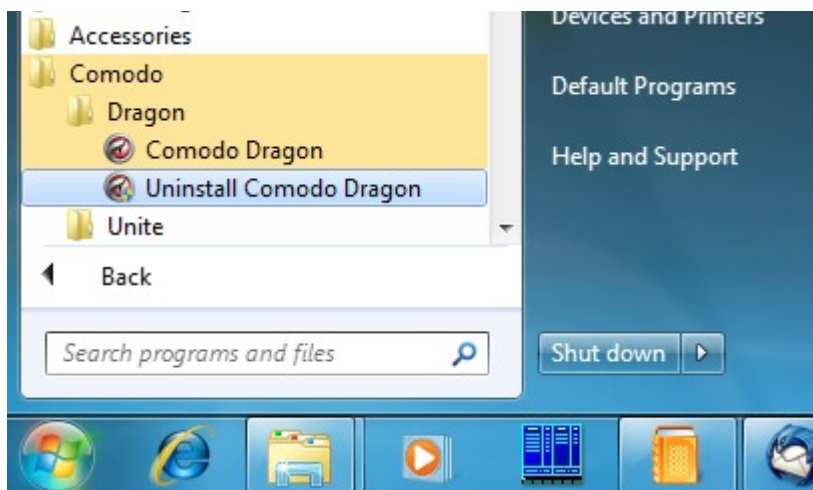 Accessories
Comodo
Dragon
Comodo Dragon
Uninstall Comodo Dragon
Unite
Back
Search programs and files
Devices and Printers
Default Programs
Help and Support
Shut down